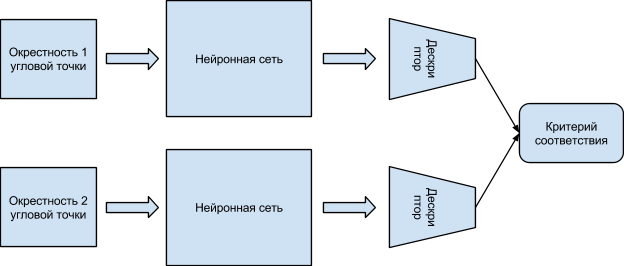 Окрестность 1
угловой точки
Нейронная сеть
Дескри
птор
Критерий
соответствия
Окрестность 2
угловой точки
Нейронная сеть
Дескри
птор